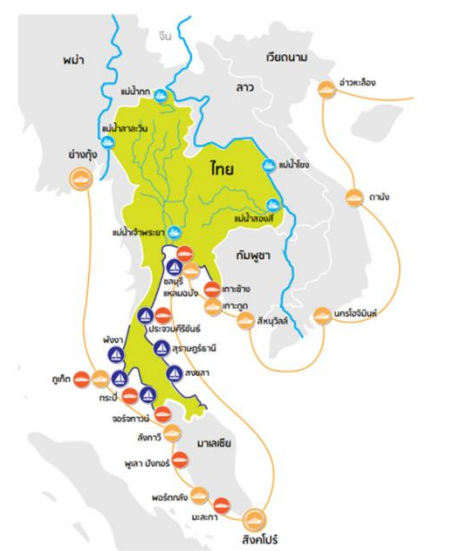 จีน
พม่า
เวียดนาม
ลาว
แม่น้ำกก
อ่าวหะล็อง
แม่น้ำสาละวิน
ย่างกุ้ง
ไทย
แม่น้ำโขง
ดานัง
แม่น้ำสองสี
แม่น้ำเจ้าพระยา
กัมพูชา
ชลบุรี
แหลมฉบัง
เกาะช้าง
เกาะกูด
สีหนุวิลล์
นครโฮจิมินห์
ประจวบคีรีขันธ์
พังงา
สุราษฎร์ธานี
สงขลา
ภูเก็ต
กระบี่
จอร์จทาวน์
ลังกาวี
มาเลเซีย
พูเลา ปังกอร์
พอร์ตกลัง
มะละกา
สิงคโปร์